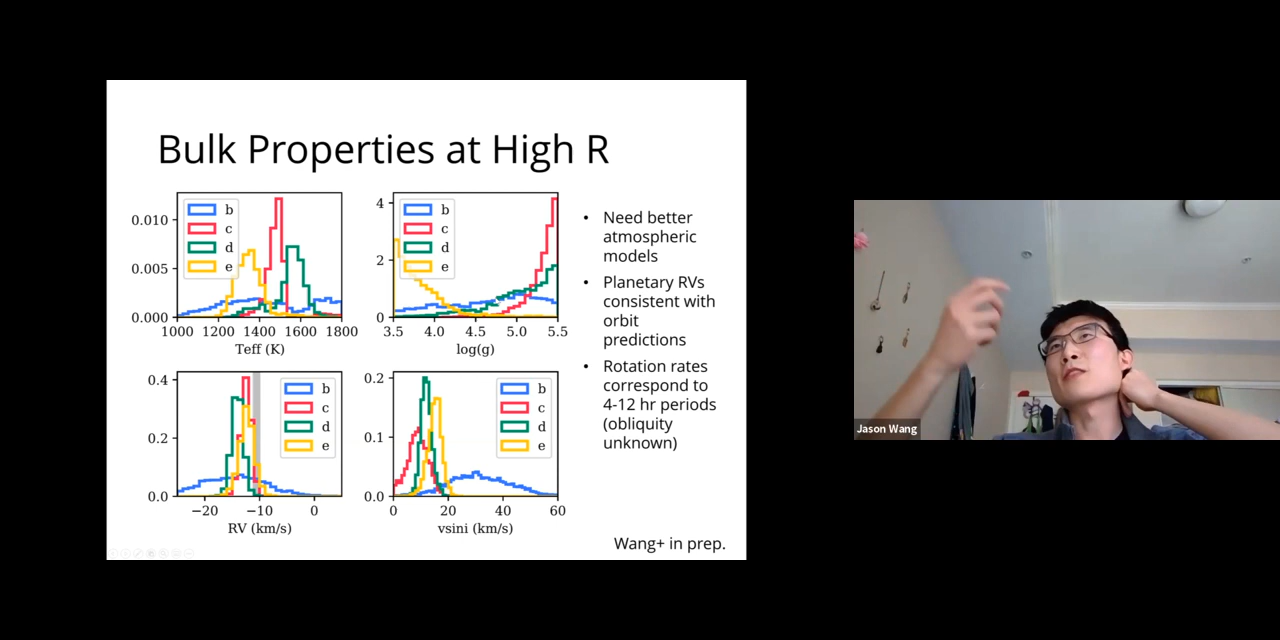 Bulk Properties at High R
0.010
0.005
0.000
1000 1200 1400 1600 1800
Teff (K)
b
c
d
e
4
2
0
3.5 4.0 4.5 5.0 5.5
log(g)
b
c
d
e
0.4
0.2
0.0
−20 −10 0
RV (km/s)
b
c
d
e
0.2
0.1
0.0
0 20 40 60
vsini (km/s)
b
c
d
e
• Need better
atmospheric
models
• Planetary RVs
consistent with
orbit
predictions
• Rotation rates
correspond to
4-12 hr periods
(obliquity
unknown)
Wang+ in prep.
Jason Wang